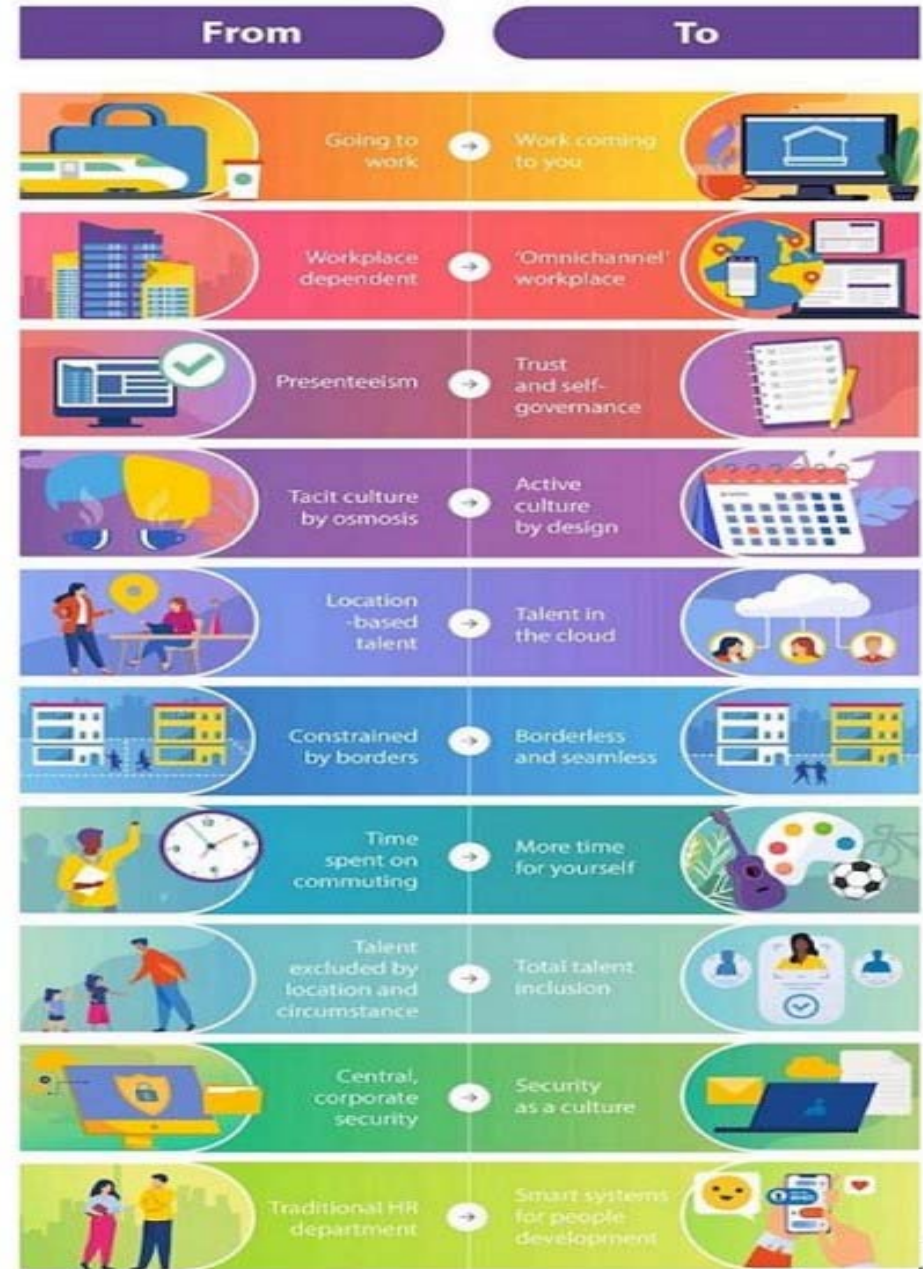 From
To
Going to
work
Work coming
to you
Workplace
dependent
'Omnichannel'
workplace
Presenteeism
Trust
and self-
governance
Tacit culture
by osmosis
Active
culture
by design
Location
-based
talent
Talent in
the cloud
Constrained
by borders
Borderless
and seamless
Time
spent on
commuting
More time
for yourself
Talent
excluded by
location and
circumstance
Total talent
inclusion
Central,
corporate
security
Security
as a culture
Traditional HR
department
Smart systems
for people
development